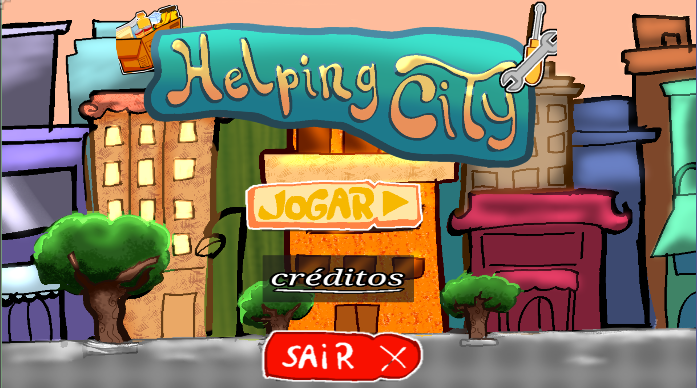 Helping City
JOGAR
créditos
SAIR